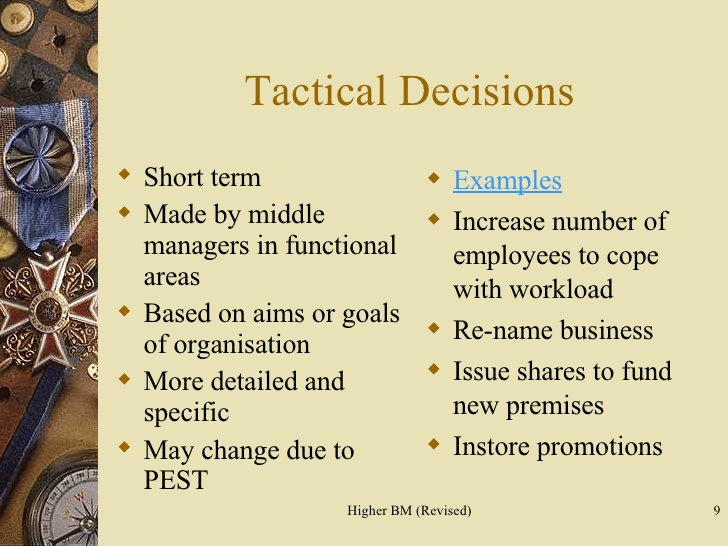 Tactical Decisions
Short term
Made by middle
managers in functional
areas
Based on aims or goals
of organisation
More detailed and
specific
May change due to
PEST
Examples
Increase number of
employees to cope
with workload
Re-name business
Issue shares to fund
new premises
Instore promotions
Higher BM (Revised)
9